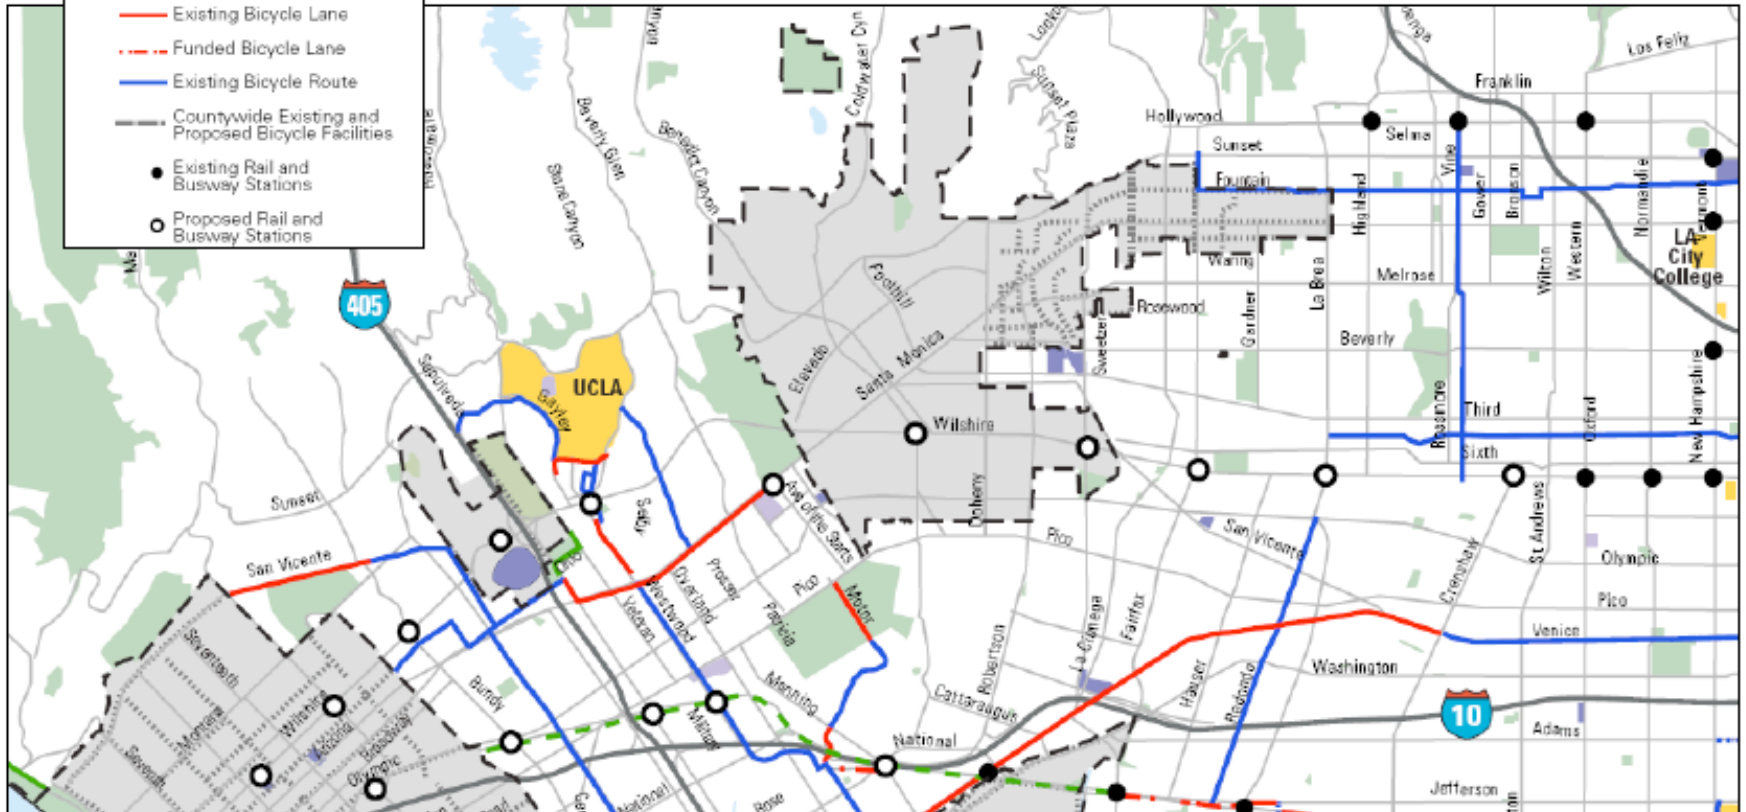 Existing Bicycle Lane
Funded Bicycle Lane
Existing Bicycle Route
Countywide Existing and
Proposed Bicycle Facilities
Existing Rail and
Busway Stations
Proposed Rail and
Busway Stations
Stone Canyon
Beverly Glen
Benedict Canyon
Coldwater Cyn
Sunset Plaza
Los Feliz
Franklin
Hollywood
Selma
Sunset
Fountain
Vine
Gower
Bronson
Highland
Normandie
Vermont
Wilton
Western
LA
City
College
Waring
Melrose
La Brea
Gardner
Rosewood
Sweetzer
Beverly
Foothill
Elevado
Santa Monica
405
Sepulveda
UCLA
Gayley
Wilshire
Third
Rossmore
Oxford
New Hampshire
Sixth
Doheny
Ave of the Stars
Selby
Sunset
San Vicente
Pico
San Vicente
Crenshaw
St Andrews
Olympic
Pico
Venice
Overland
Prosser
Pico
Patricia
Motor
Westwood
Veteran
Robertson
La Cienega
Fairfax
Hauser
Redondo
Washington
Cattaraugus
Manning
Seventeenth
Montana
Wilshire
Broadway
Olympic
Seventh
Bundy
Military
National
10
Adams
Jefferson
National
Rose